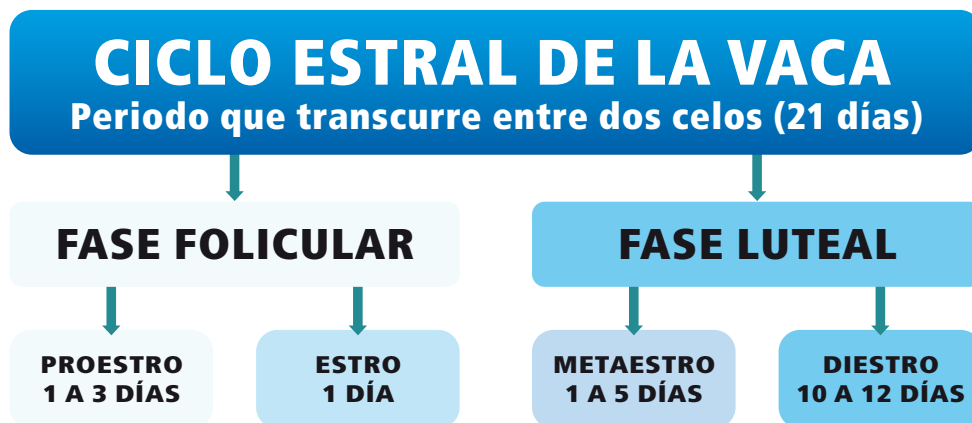 CICLO ESTRAL DE LA VACA
Periodo que transcurre entre dos celos (21 días)
FASE FOLICULAR
FASE LUTEAL
PROESTRO
1 A 3 DÍAS
ESTRO
1 DÍA
METAESTRO
1 A 5 DÍAS
DIESTRO
10 A 12 DÍAS